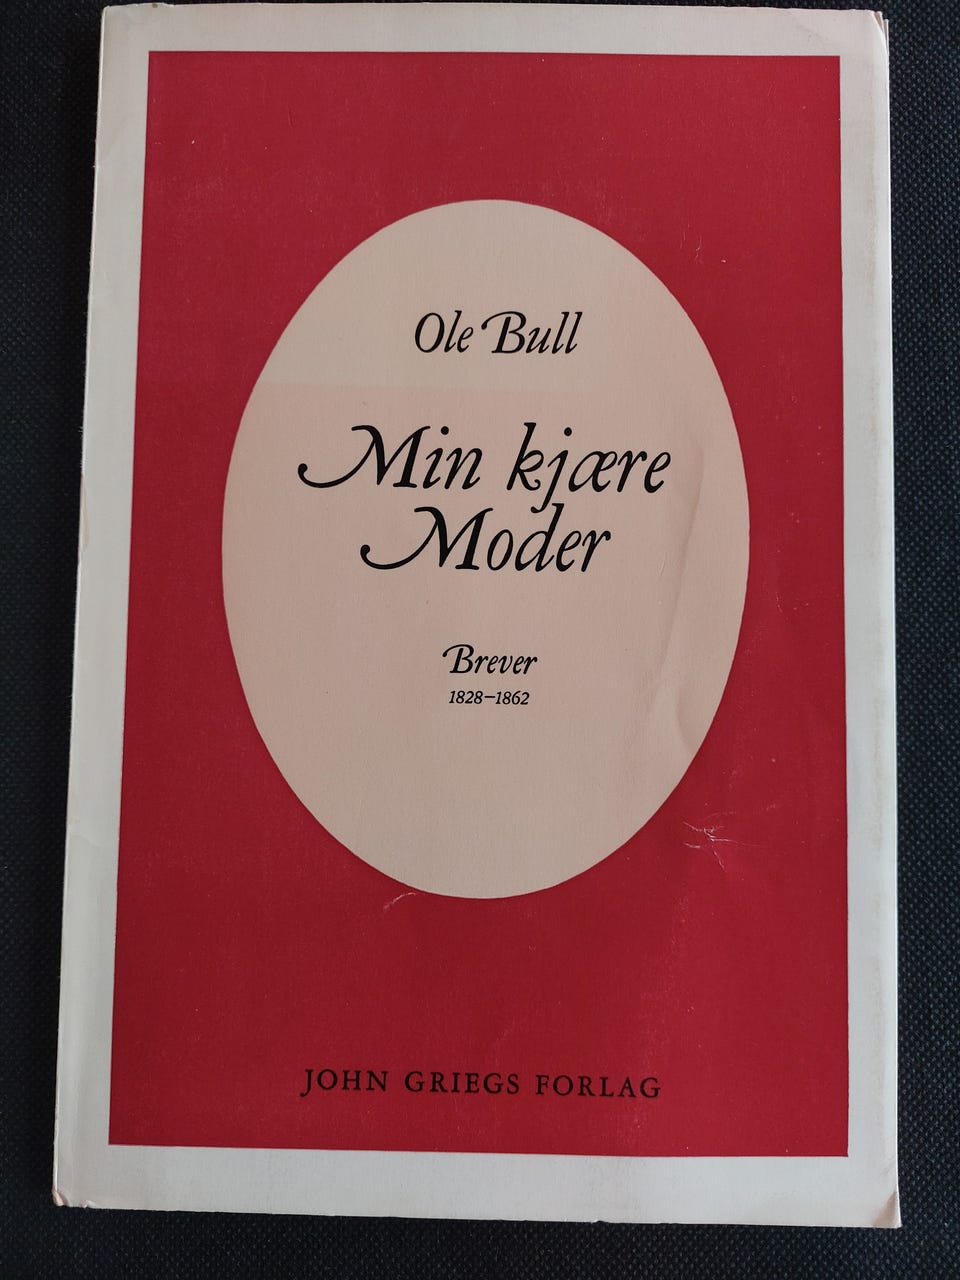 Ole Bull
Min kjære
Moder
Brever
1828–1862
JOHN GRIEGS FORLAG